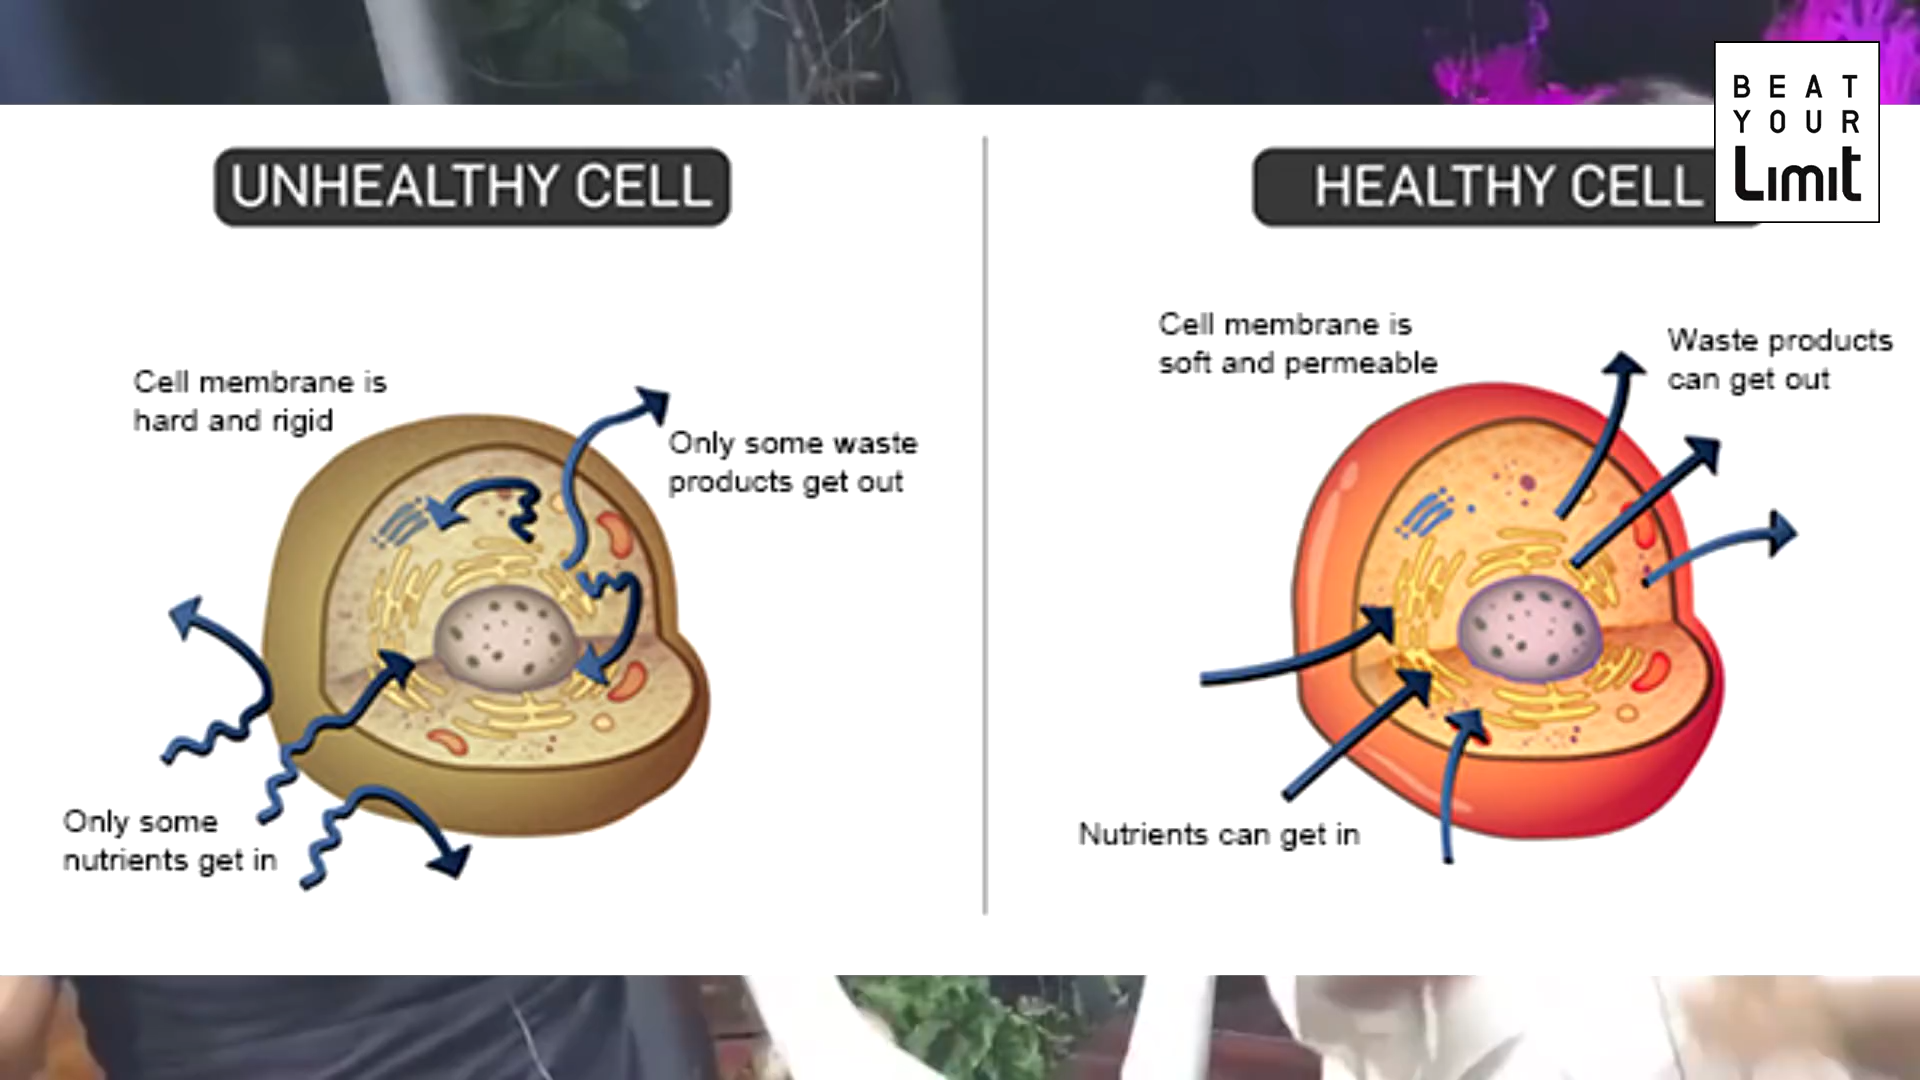 BEAT
YOUR
Limit
UNHEALTHY CELL
Cell membrane is
hard and rigid
Only some waste
products get out
Only some
nutrients get in
HEALTHY CELL
Cell membrane is
soft and permeable
Waste products
can get out
Nutrients can get in